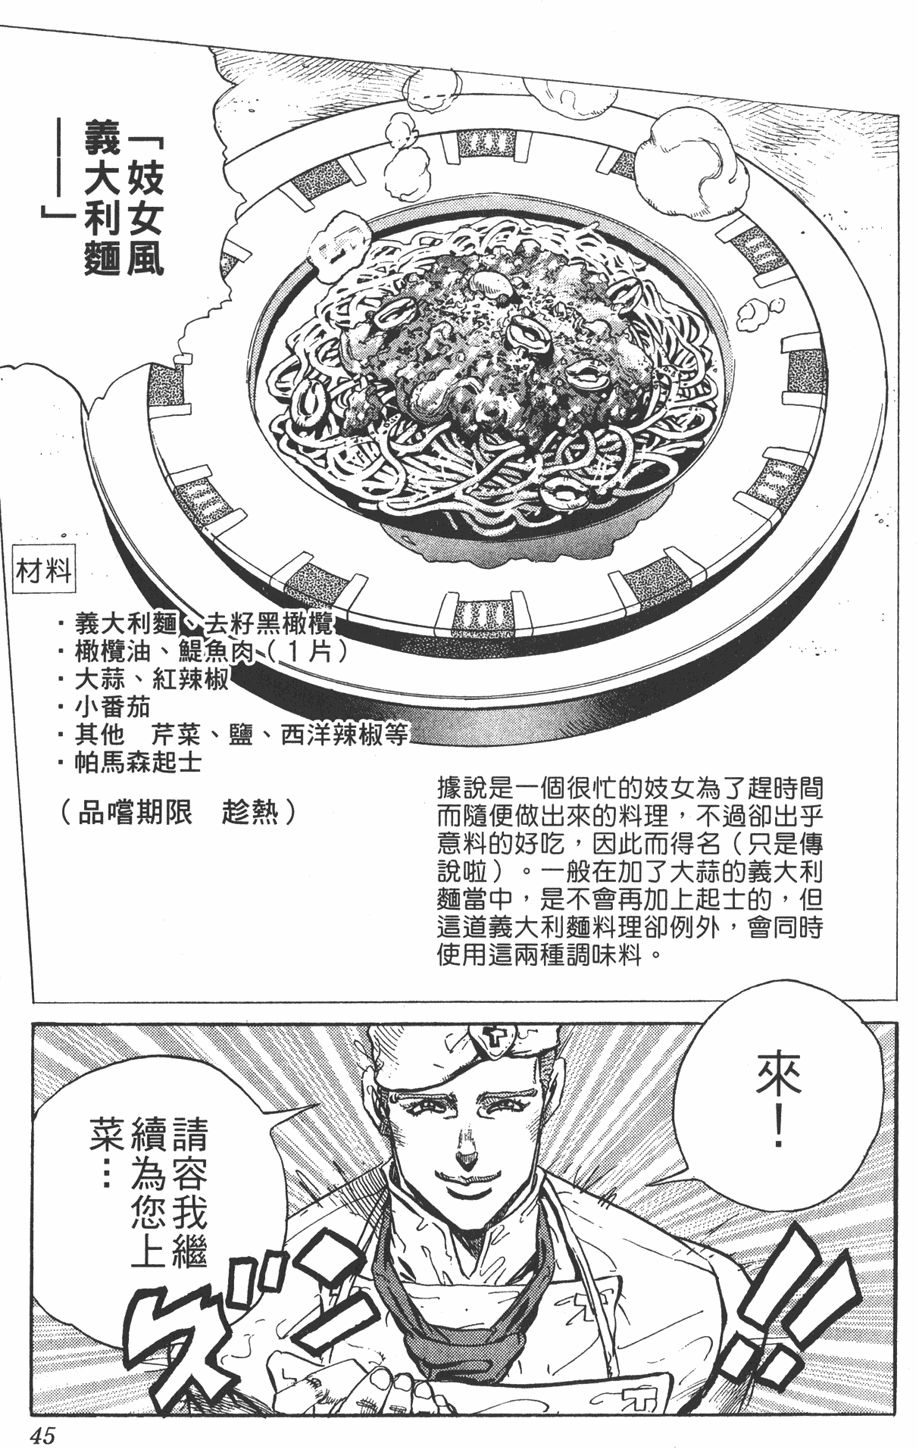 「妓女風
義大利麵
——」
材料
・義大利麵、去籽黑橄欖
・橄欖油、鯷魚肉（1片）
・大蒜、紅辣椒
・小番茄
・其他　芹菜、鹽、西洋辣椒等
・帕馬森起士
（品嚐期限　趁熱）
據說是一個很忙的妓女為了趕時間
而隨便做出來的料理，不過卻出乎
意料的好吃，因此而得名（只是傳
說啦）。一般在加了大蒜的義大利
麵當中，是不會再加上起士的，但
這道義大利麵料理卻例外，會同時
使用這兩種調味料。
來！
請容我繼
續為您上
菜…
ズズン!!
45